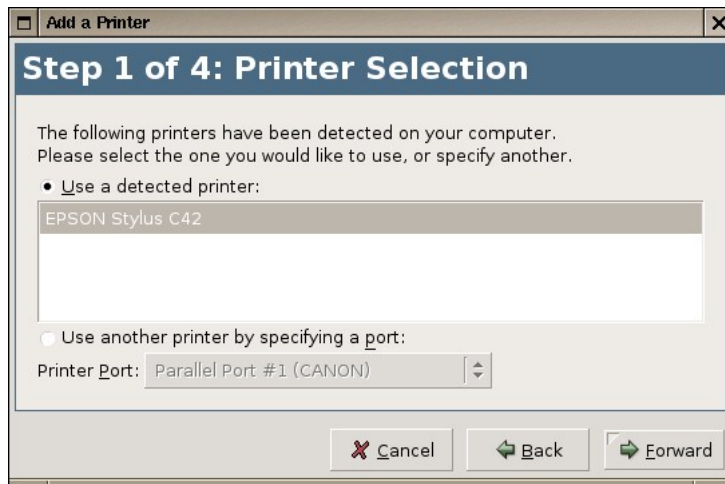 Add a Printer
Step 1 of 4: Printer Selection
The following printers have been detected on your computer.
Please select the one you would like to use, or specify another.
Use a detected printer:
EPSON Stylus C42
Use another printer by specifying a port:
Printer Port: Parallel Port #1 (CANON)
Cancel Back Forward